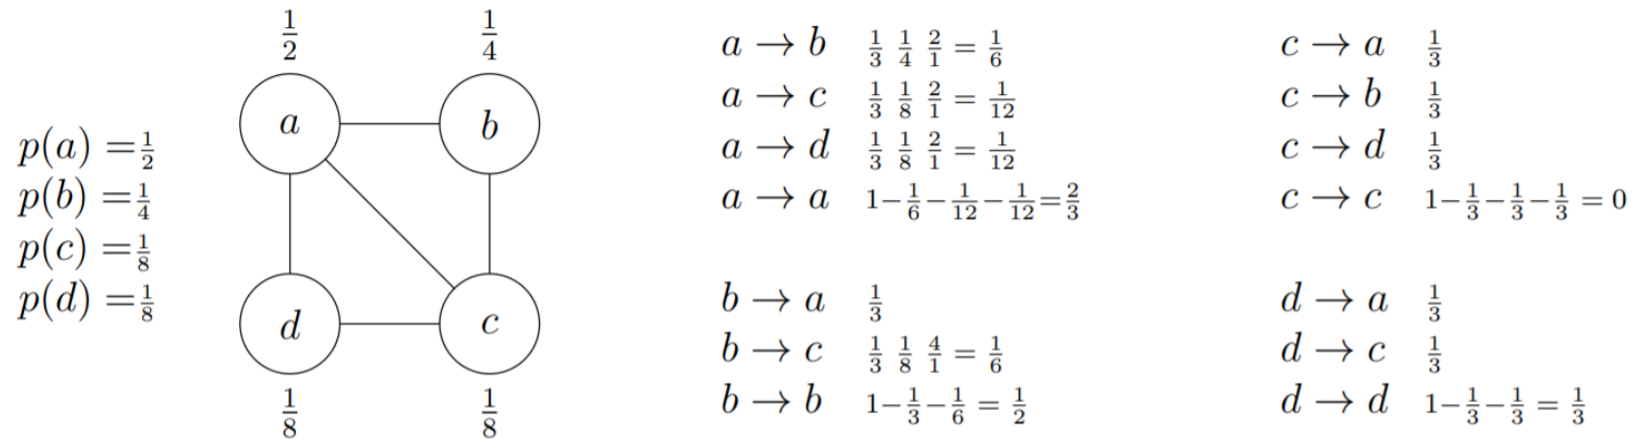 p(a) = 1/2
p(b) = 1/4
p(c) = 1/8
p(d) = 1/8
1/2
1/4
a
b
d
c
1/8
1/8
a → b 1/3 1/4 2/1 = 1/6
a → c 1/3 1/8 2/1 = 1/12
a → d 1/3 1/8 2/1 = 1/12
a → a 1−1/6−1/12−1/12=2/3
b → a 1/3
b → c 1/3 1/8 4/1 = 1/6
b → b 1−1/3−1/6 = 1/2
c → a 1/3
c → b 1/3
c → d 1/3
c → c 1−1/3−1/3−1/3 = 0
d → a 1/3
d → c 1/3
d → d 1−1/3−1/3 = 1/3